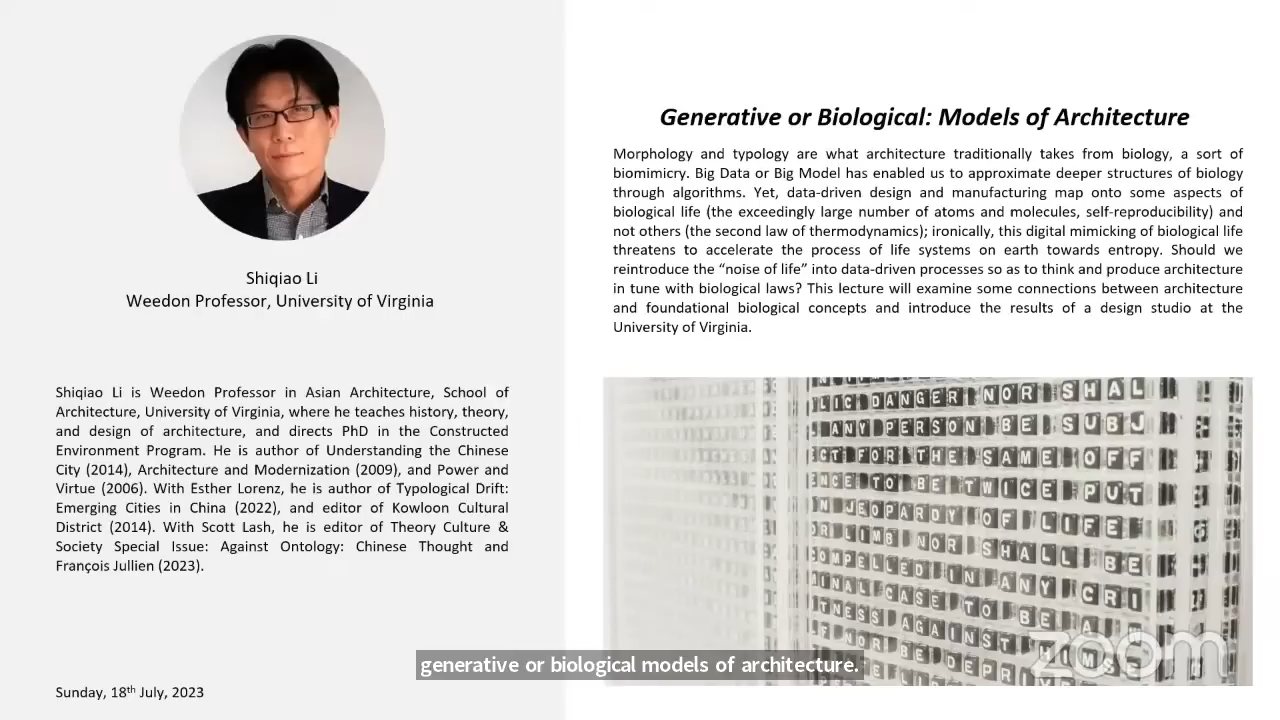 Shiqiao Li
Weedon Professor, University of Virginia
Shiqiao Li is Weedon Professor in Asian Architecture, School of
Architecture, University of Virginia, where he teaches history, theory,
and design of architecture, and directs PhD in the Constructed
Environment Program. He is author of Understanding the Chinese
City (2014), Architecture and Modernization (2009), and Power and
Virtue (2006). With Esther Lorenz, he is author of Typological Drift:
Emerging Cities in China (2022), and editor of Kowloon Cultural
District (2014). With Scott Lash, he is editor of Theory Culture &
Society Special Issue: Against Ontology: Chinese Thought and
François Jullien (2023).
Sunday, 18th July, 2023
Generative or Biological: Models of Architecture
Morphology and typology are what architecture traditionally takes from biology, a sort of
biomimicry. Big Data or Big Model has enabled us to approximate deeper structures of biology
through algorithms. Yet, data-driven design and manufacturing map onto some aspects of
biological life (the exceedingly large number of atoms and molecules, self-reproducibility) and
not others (the second law of thermodynamics); ironically, this digital mimicking of biological life
threatens to accelerate the process of life systems on earth towards entropy. Should we
reintroduce the “noise of life” into data-driven processes so as to think and produce architecture
in tune with biological laws? This lecture will examine some connections between architecture
and foundational biological concepts and introduce the results of a design studio at the
University of Virginia.
LIC DANGER NOR SHAL
ANY PERSON BE SUBJ
ECT FOR THE SAME OFF
ENCE TO BE TWICE PUT
IN JEOPARDY OF LIFE
OR LIMB NOR SHALL BE
COMPELLED IN ANY CRI
MINAL CASE TO BE A
TNESS AGAINST HIMS
LF NOR BE DEPRIV
zoom
generative or biological models of architecture.